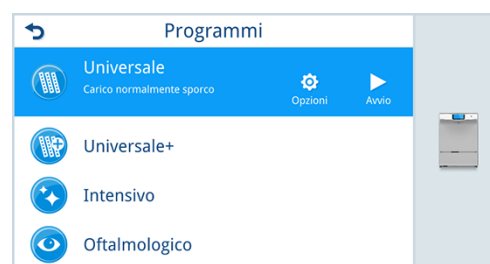 Programmi
Universale
Carico normalmente sporco
Opzioni
Avvio
Universale+
Intensivo
Oftalmologico